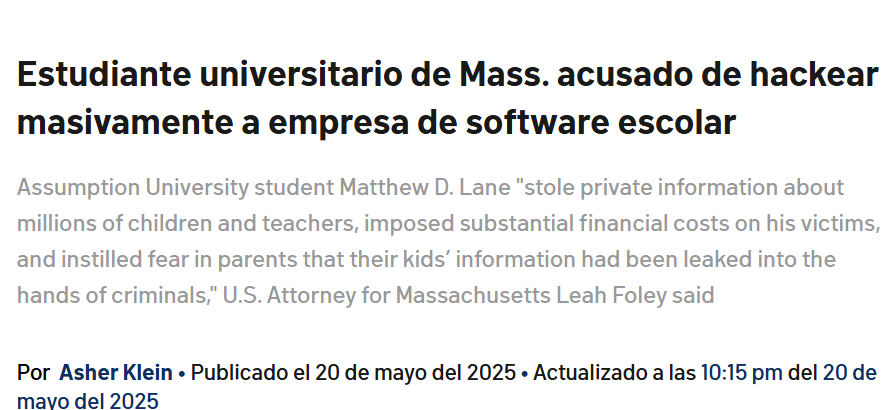 Estudiante universitario de Mass. acusado de hackear
masivamente a empresa de software escolar
Assumption University student Matthew D. Lane "stole private information about
millions of children and teachers, imposed substantial financial costs on his victims,
and instilled fear in parents that their kids’ information had been leaked into the
hands of criminals," U.S. Attorney for Massachusetts Leah Foley said
Por Asher Klein • Publicado el 20 de mayo del 2025 • Actualizado a las 10:15 pm del 20 de
mayo del 2025